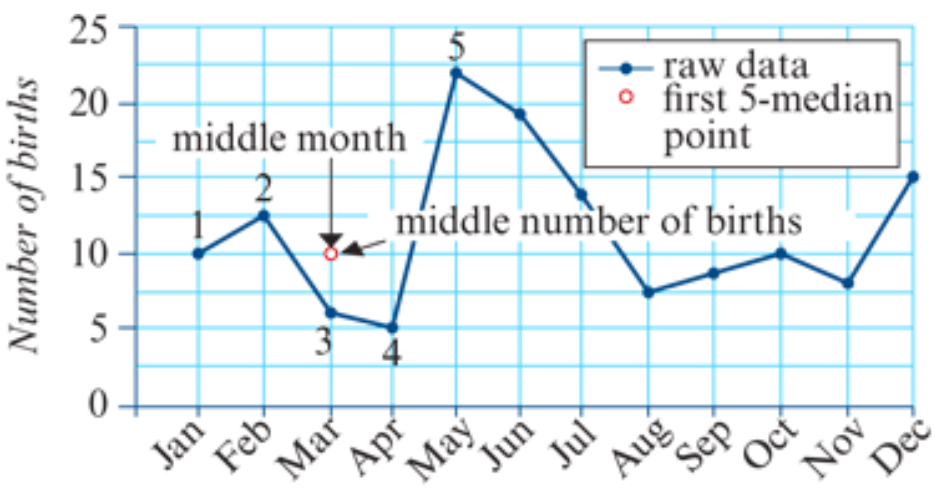 25
20
15
10
5
0
Number of births
raw data
first 5-median
point
middle month
middle number of births
1
2
3
4
5
Jan
Feb
Mar
Apr
May
Jun
Jul
Aug
Sep
Oct
Nov
Dec